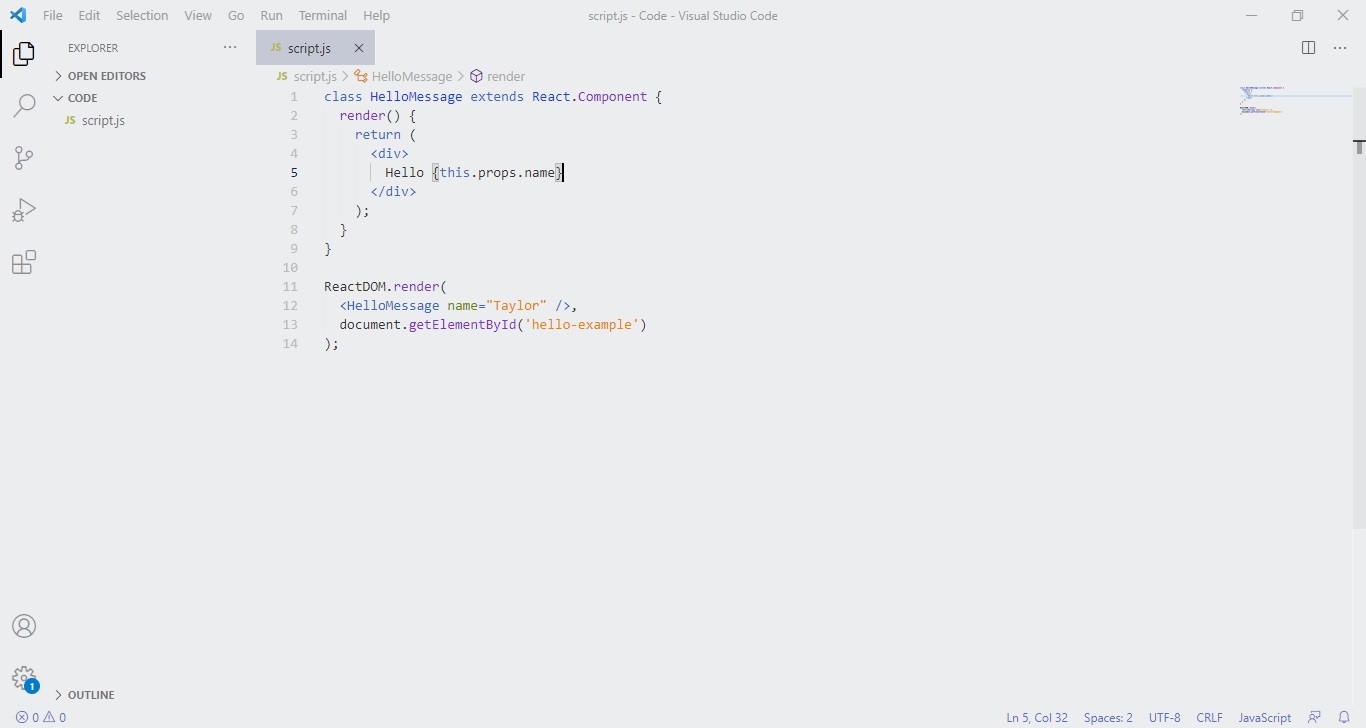 File Edit Selection View Go Run Terminal Help script.js - Code - Visual Studio Code
EXPLORER
OPEN EDITORS
CODE
JS script.js
JS script.js
JS script.js HelloMessage render
1 class HelloMessage extends React.Component {
2 render() {
3 return (
4 <div>
5 Hello {this.props.name}
6 </div>
7 );
8 }
9 }
10
11 ReactDOM.render(
12 <HelloMessage name="Taylor" />,
13 document.getElementById('hello-example')
14 );
1
OUTLINE
0 0 Ln 5, Col 32 Spaces: 2 UTF-8 CRLF JavaScript